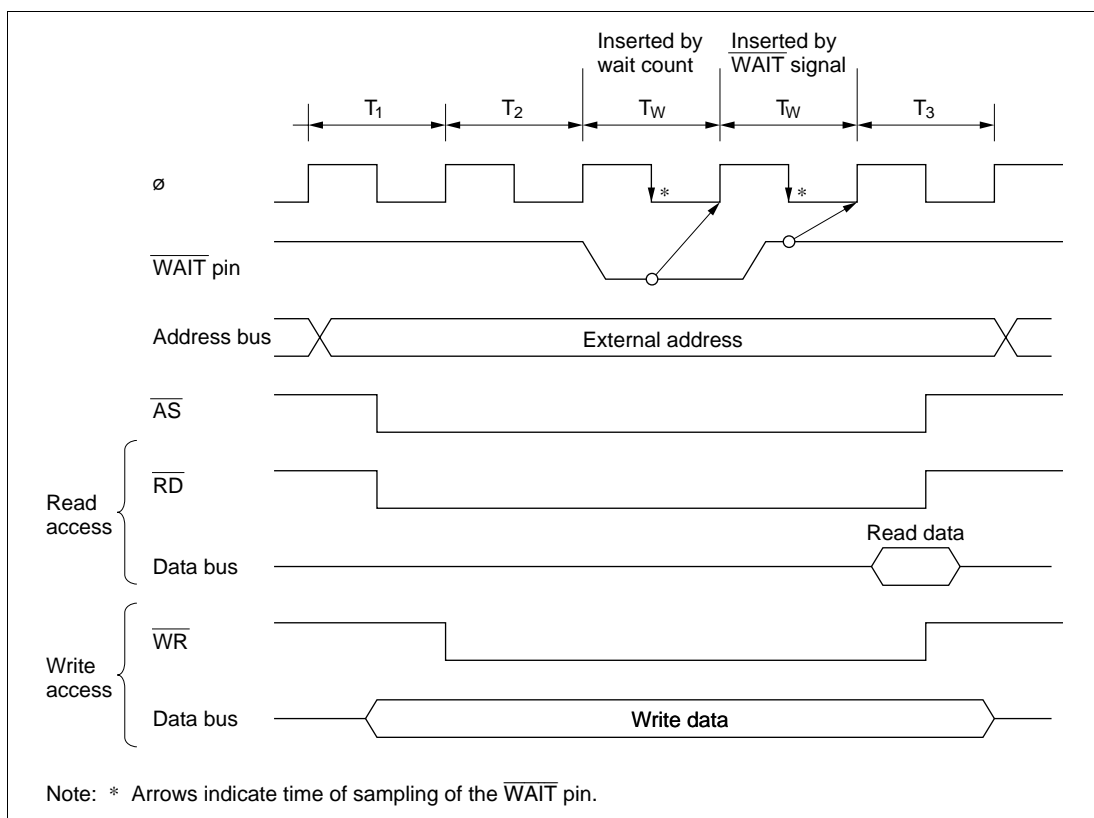 Inserted by Inserted by
wait count WAIT signal
T1 T2 TW TW T3
ø
* *
WAIT pin
Address bus External address
AS
RD
Read
access
Read data
Data bus
WR
Write
access
Data bus Write data
Note: * Arrows indicate time of sampling of the WAIT pin.